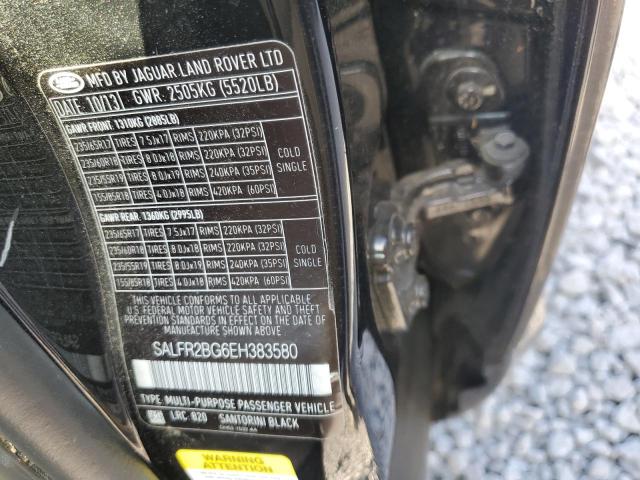 MFD BY JAGUAR LAND ROVER LTD
DATE: 10/13 GWR: 2505KG (5520LB)
GAWR FRONT: 1310KG (2885LB)
235/65R17 TIRES 7.5Jx17 RIMS 220KPA (32PSI)
235/60R18 TIRES 8.0Jx18 RIMS 220KPA (32PSI)
235/55R19 TIRES 8.0Jx19 RIMS 240KPA (35PSI)
155/85R18 TIRES 4.0Jx18 RIMS 420KPA (60PSI)
COLD
SINGLE
GAWR REAR: 1360KG (2995LB)
235/65R17 TIRES 7.5Jx17 RIMS 220KPA (32PSI)
235/60R18 TIRES 8.0Jx18 RIMS 220KPA (32PSI)
235/55R19 TIRES 8.0Jx19 RIMS 240KPA (35PSI)
155/85R18 TIRES 4.0Jx18 RIMS 420KPA (60PSI)
COLD
SINGLE
THIS VEHICLE CONFORMS TO ALL APPLICABLE
U.S FEDERAL MOTOR VEHICLE SAFETY AND THEFT
PREVENTION STANDARDS IN EFFECT ON THE
DATE OF MANUFACTURE SHOWN ABOVE
SALFR2BG6EH383580
TYPE: MULTI-PURPOSE PASSENGER VEHICLE
LRC 820 SANTORINI BLACK
WARNING
ATTENTION